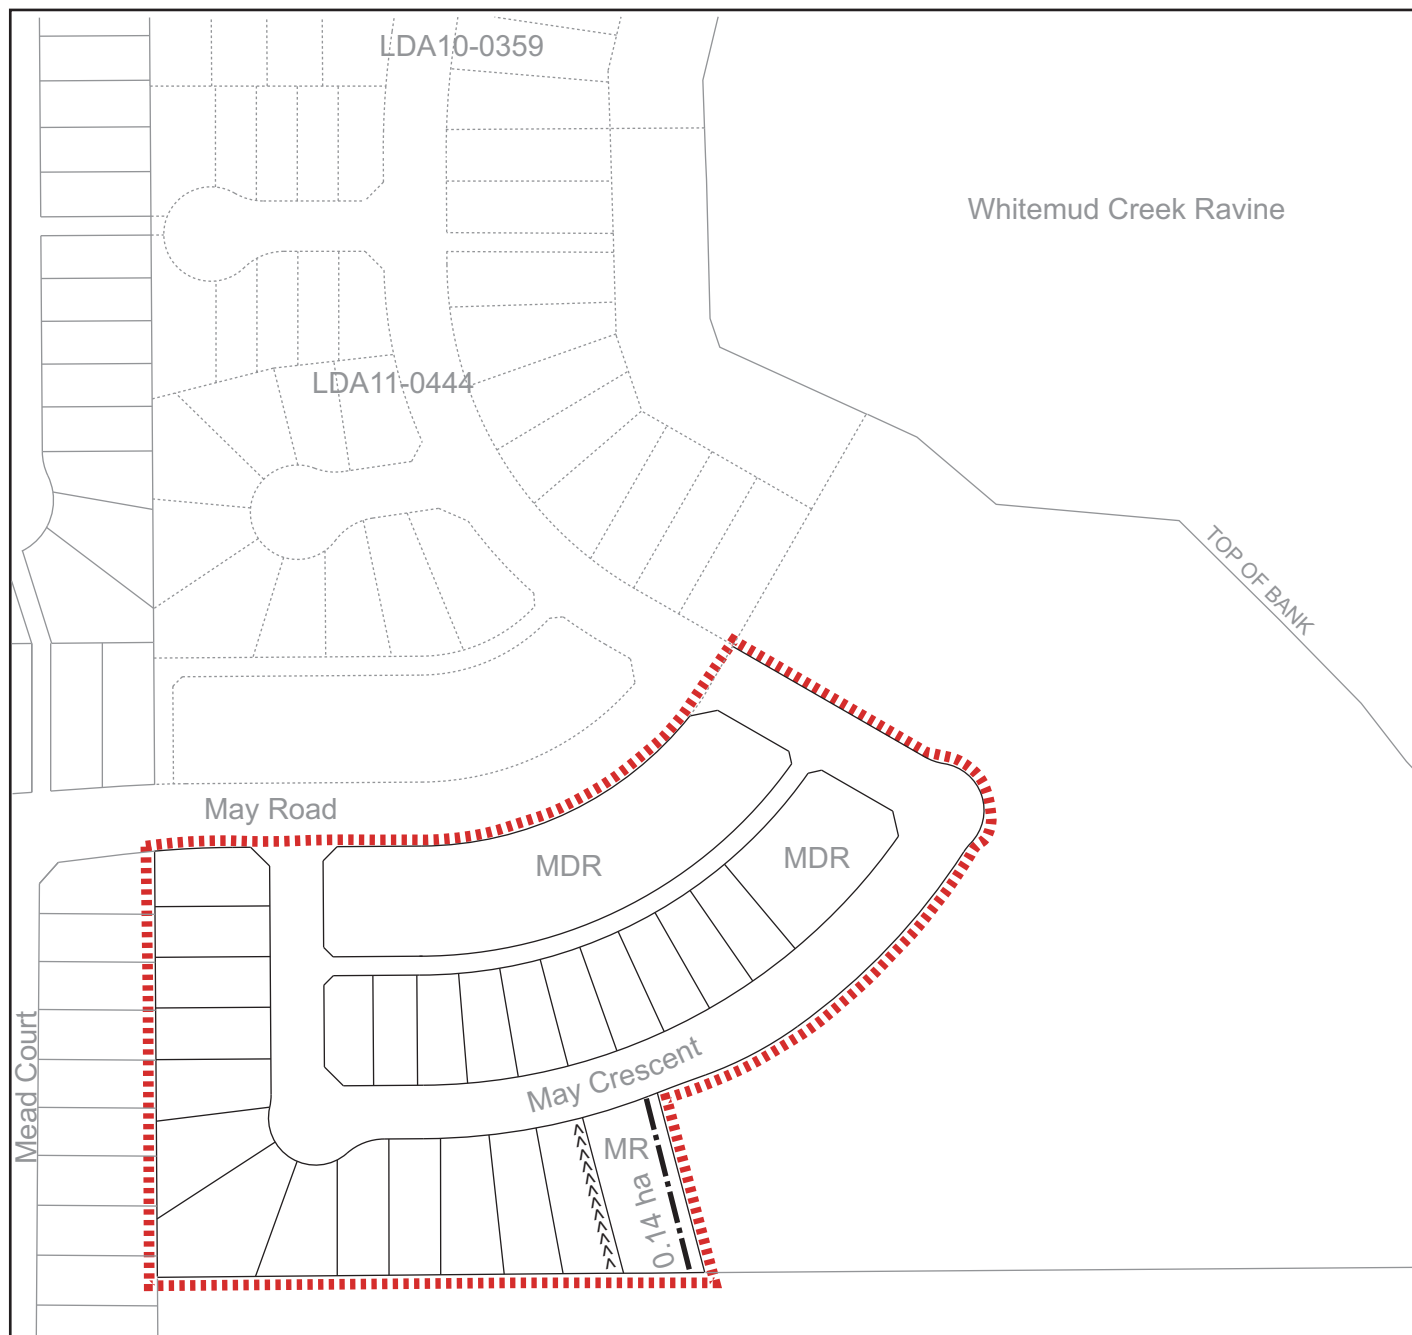 LDA10-0359
Whitemud Creek Ravine
LDA11-0444
TOP OF BANK
May Road
MDR
MDR
Mead Court
May Crescent
MR
0.14 ha